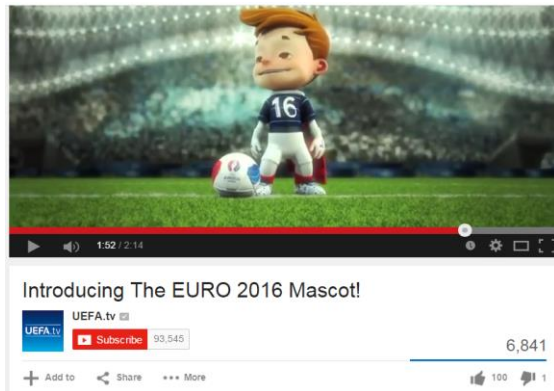 16
1:52 / 2:14
Introducing The EURO 2016 Mascot!
UEFA.tv
UEFA.tv
Subscribe 93,545
6,841
Add to Share More
100 1